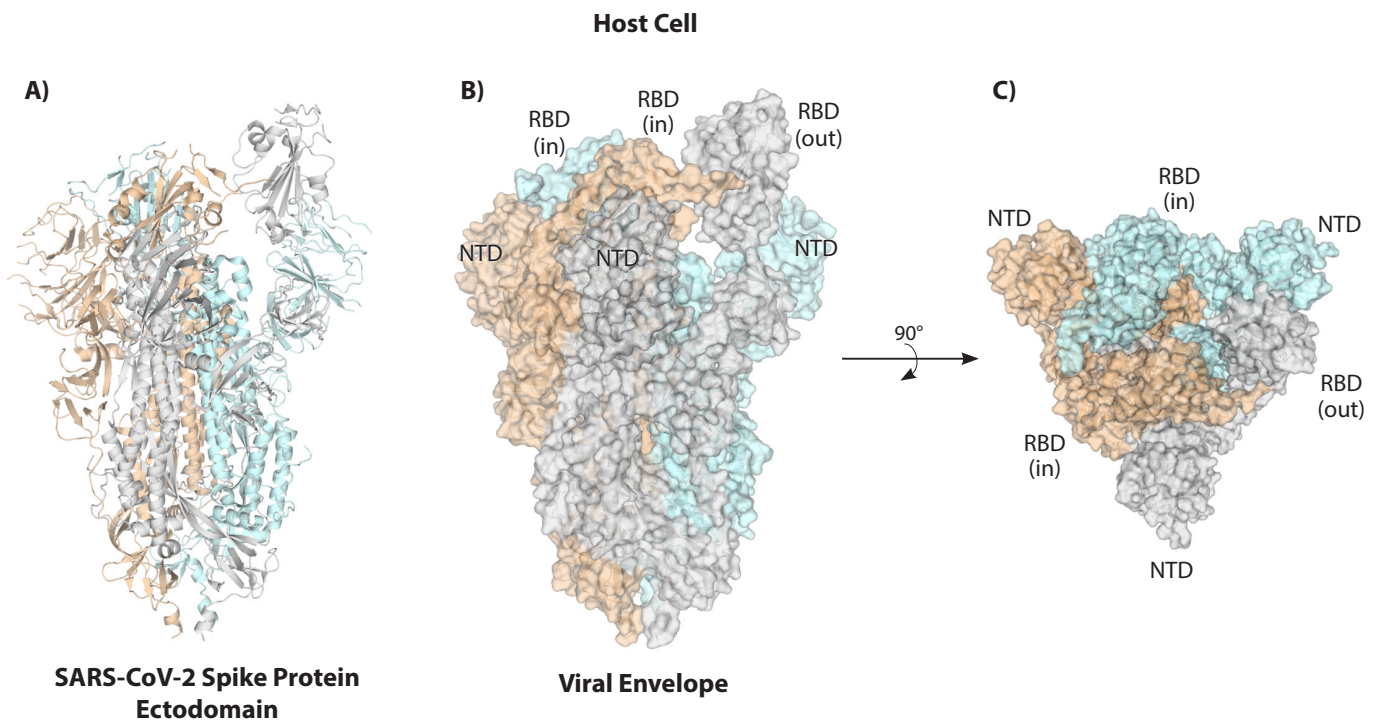 Host Cell
A)
B)
RBD
(in)
RBD
(in)
RBD
(out)
NTD
NTD
NTD
90°
C)
RBD
(in)
NTD
NTD
RBD
(out)
RBD
(in)
NTD
SARS-CoV-2 Spike Protein
Ectodomain
Viral Envelope